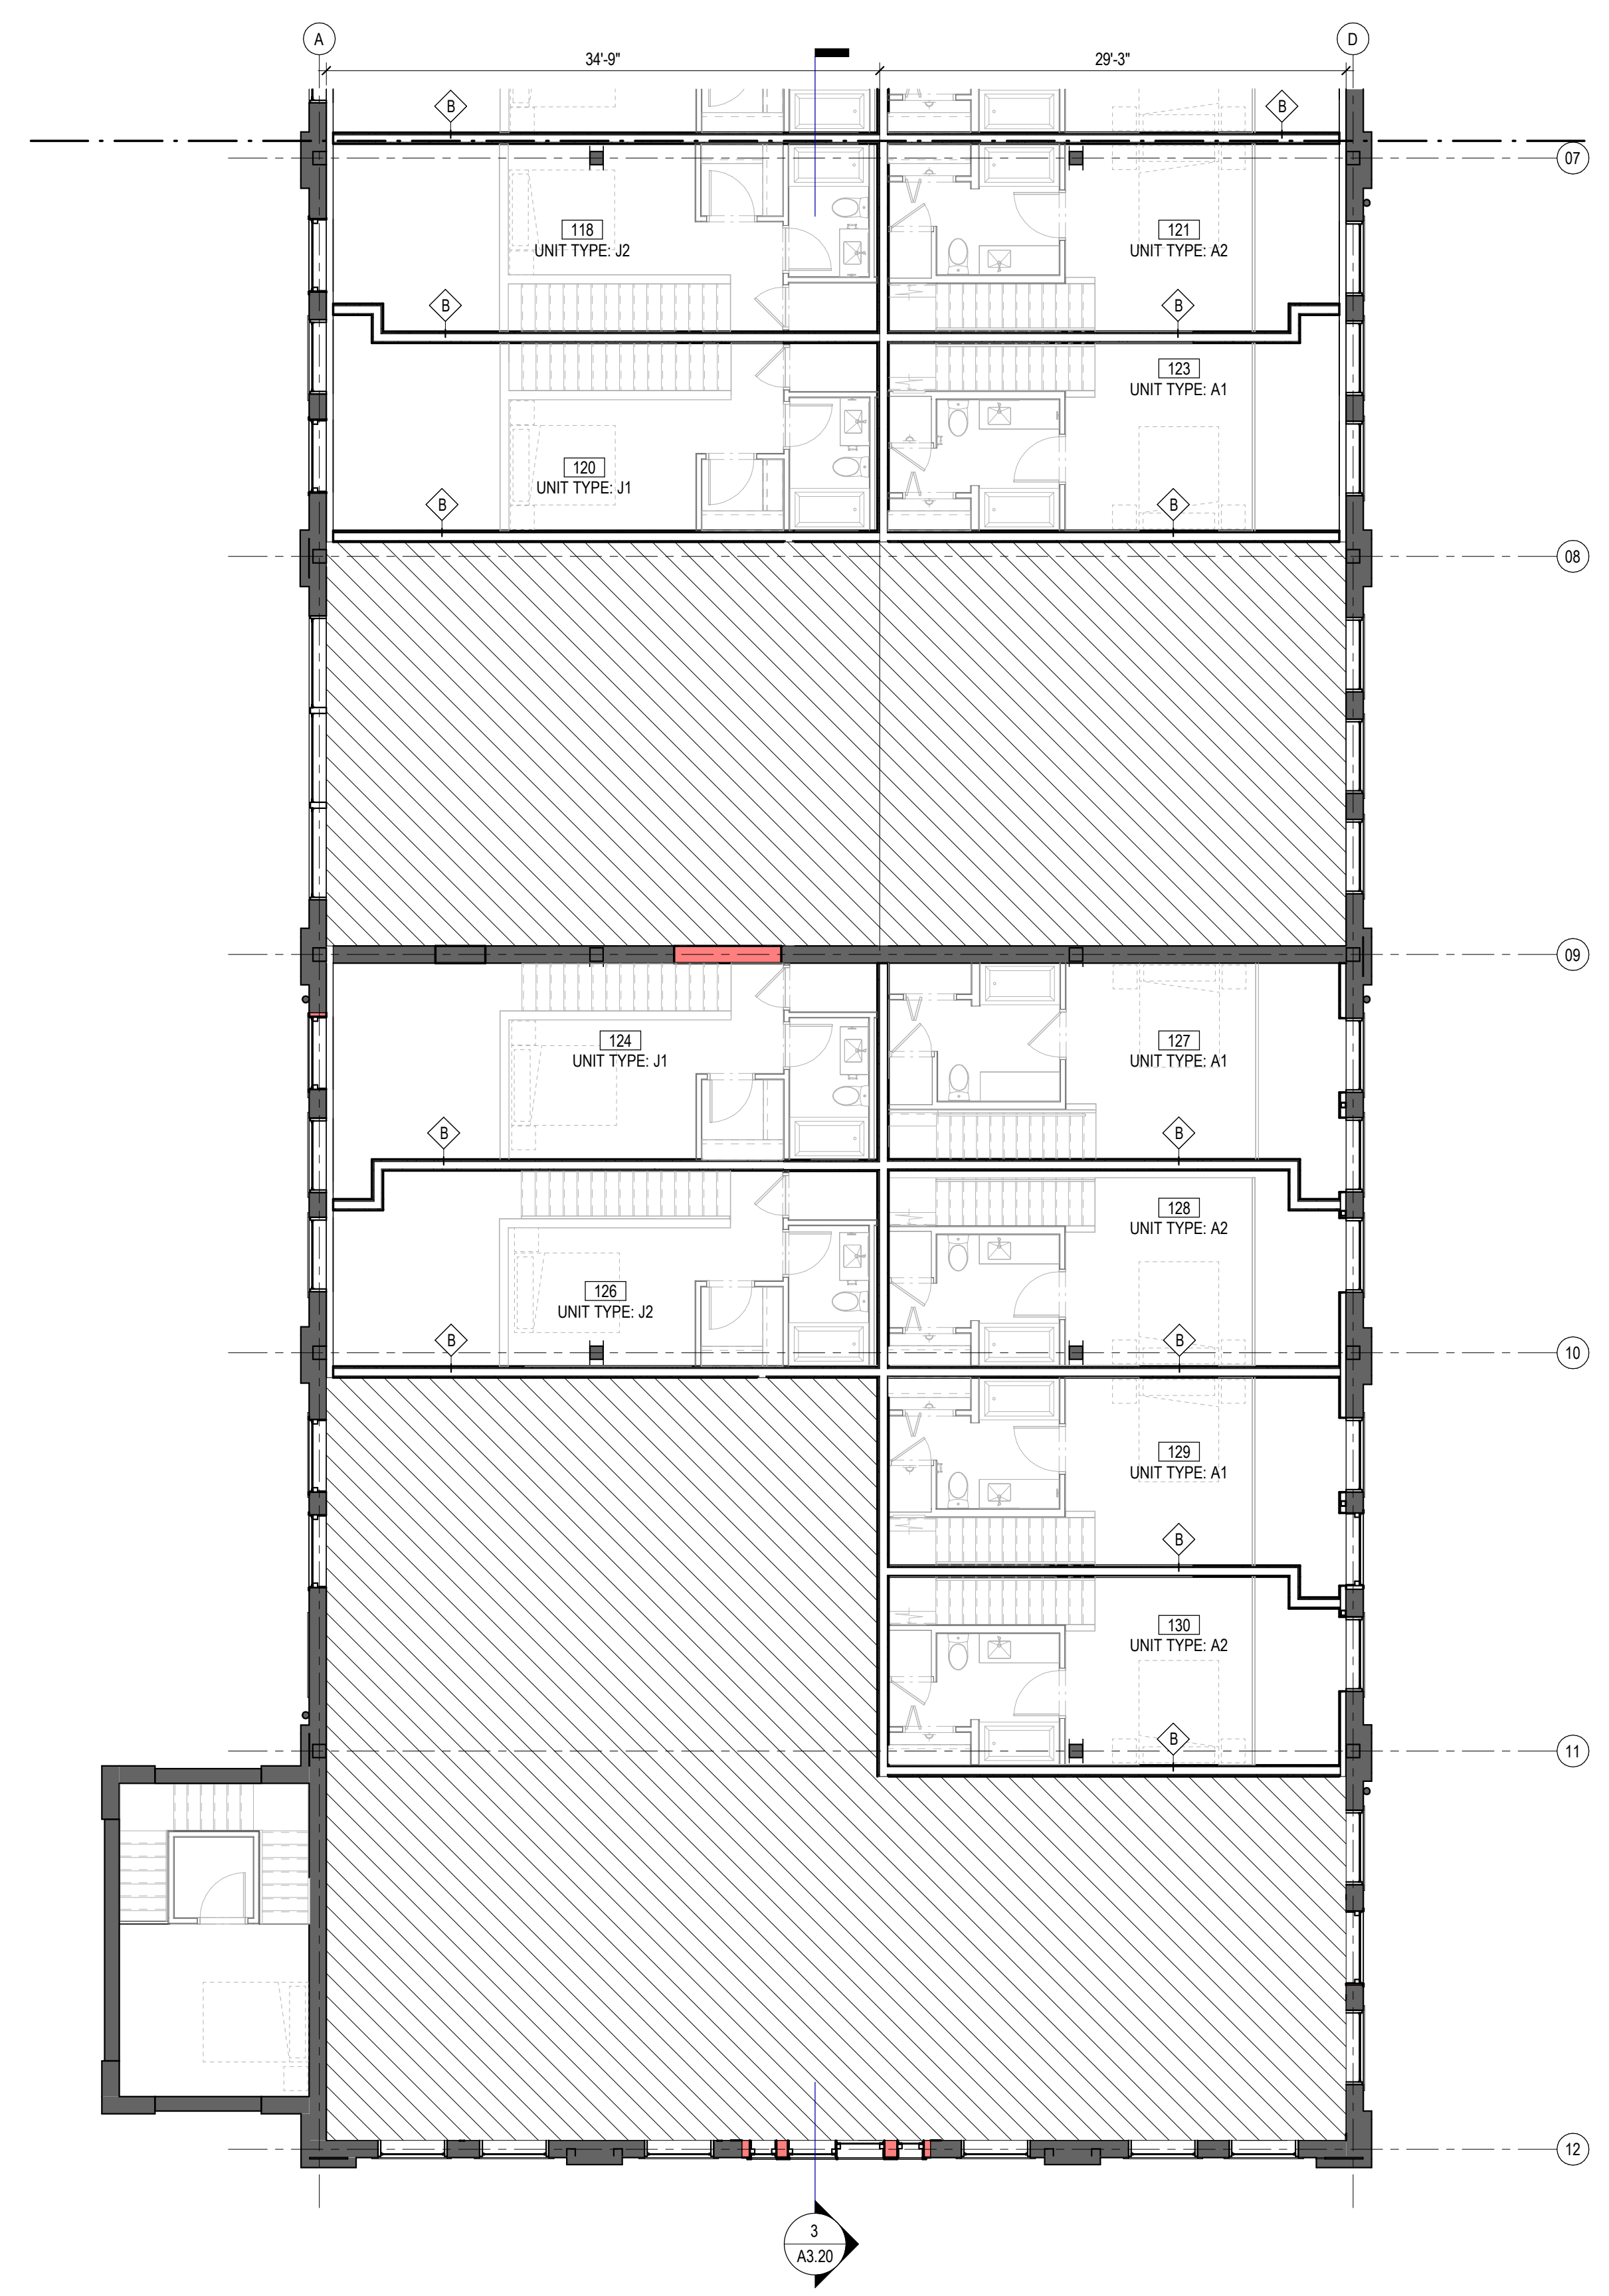 A
D
34'-9"
29'-3"
B
B
07
118
UNIT TYPE: J2
121
UNIT TYPE: A2
B
B
123
UNIT TYPE: A1
120
UNIT TYPE: J1
B
B
08
09
124
UNIT TYPE: J1
127
UNIT TYPE: A1
B
B
128
UNIT TYPE: A2
126
UNIT TYPE: J2
B
B
10
129
UNIT TYPE: A1
B
130
UNIT TYPE: A2
B
11
12
3
A3.20